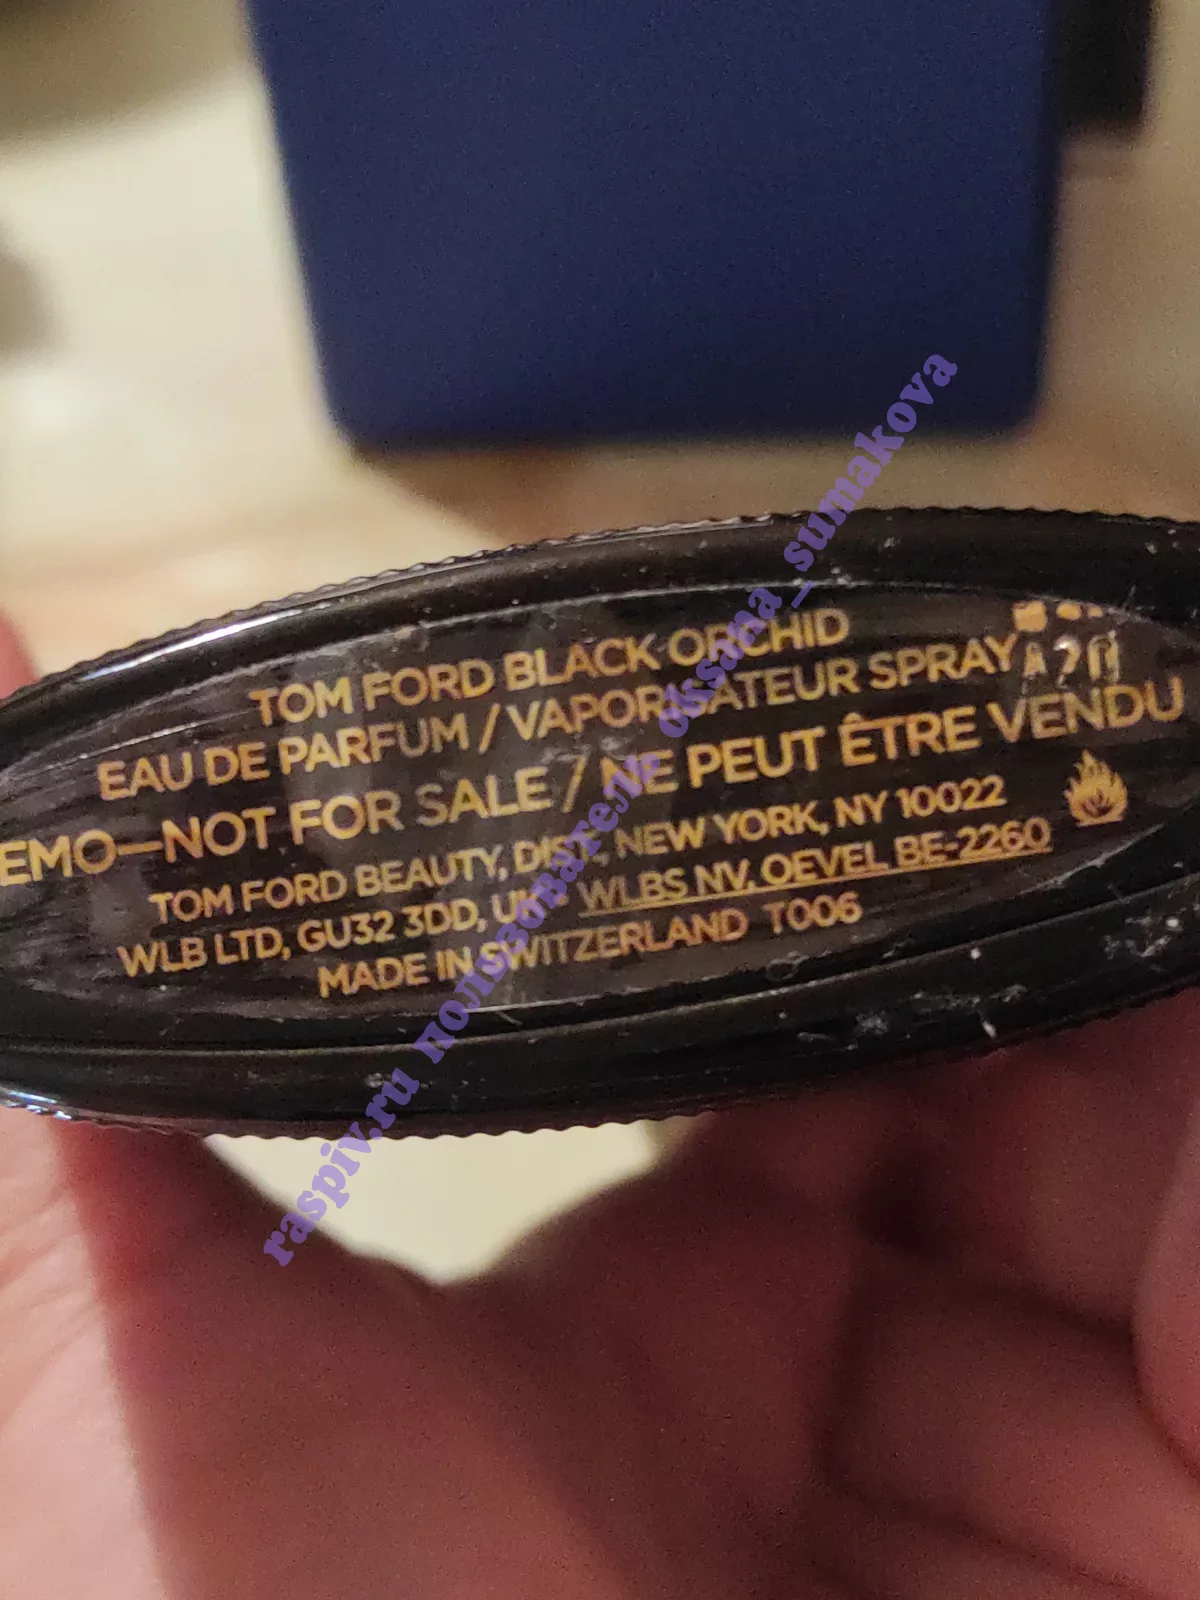 TOM FORD BLACK ORCHID
EAU DE PARFUM / VAPORISATEUR SPRAY
A20
EMO—NOT FOR SALE / NE PEUT ÊTRE VENDU
TOM FORD BEAUTY, DIST., NEW YORK, NY 10022
WLB LTD, GU32 3DD, UK - WLBS NV, OEVEL BE-2260
MADE IN SWITZERLAND T006
raspiv.ru пользователь oksana_sumakova